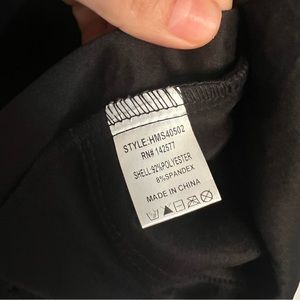 STYLE:HMS40502
RN# 142577
SHELL:92%POLYESTER
8%SPANDEX
MADE IN CHINA